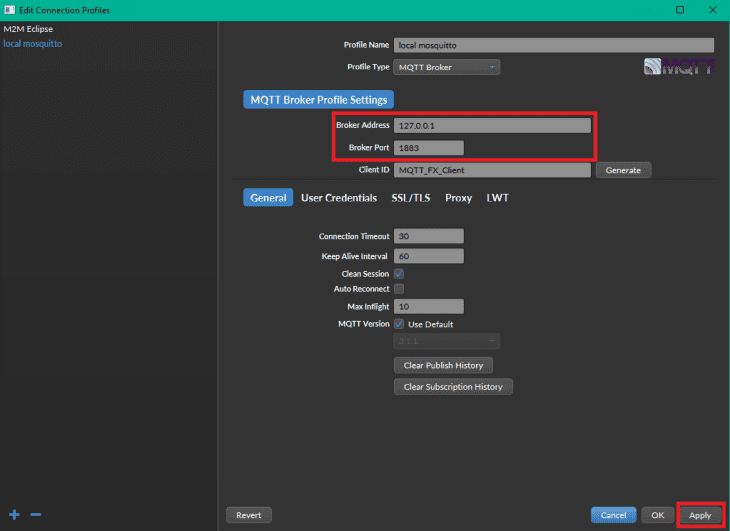 Edit Connection Profiles
M2M Eclipse
local mosquitto
Profile Name local mosquitto
Profile Type MQTT Broker
MQTT
MQTT Broker Profile Settings
Broker Address 127.0.0.1
Broker Port 1883
Client ID MQTT_FX_Client Generate
General User Credentials SSL/TLS Proxy LWT
Connection Timeout 30
Keep Alive Interval 60
Clean Session
Auto Reconnect
Max Inflight 10
MQTT Version Use Default
3.1.1
Clear Publish History
Clear Subscription History
Revert Cancel OK Apply